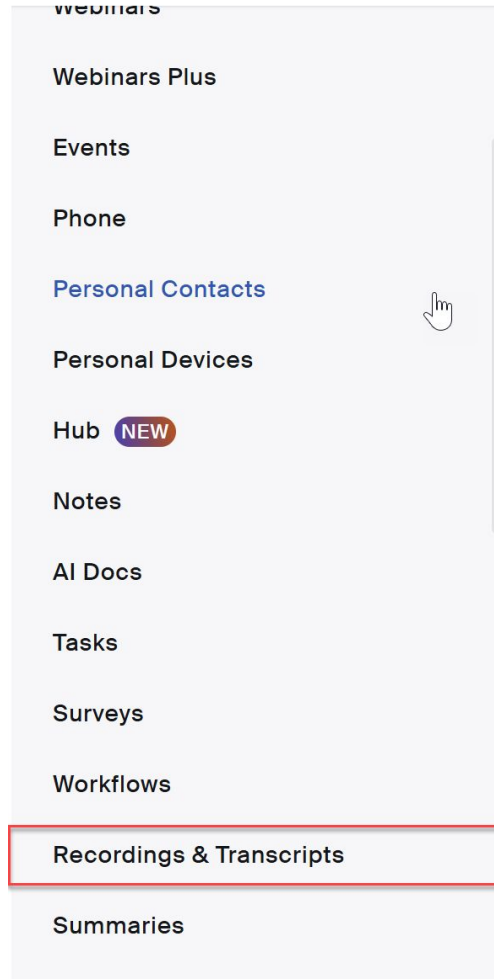 Webinars
Webinars Plus
Events
Phone
Personal Contacts
Personal Devices
Hub NEW
Notes
AI Docs
Tasks
Surveys
Workflows
Recordings & Transcripts
Summaries